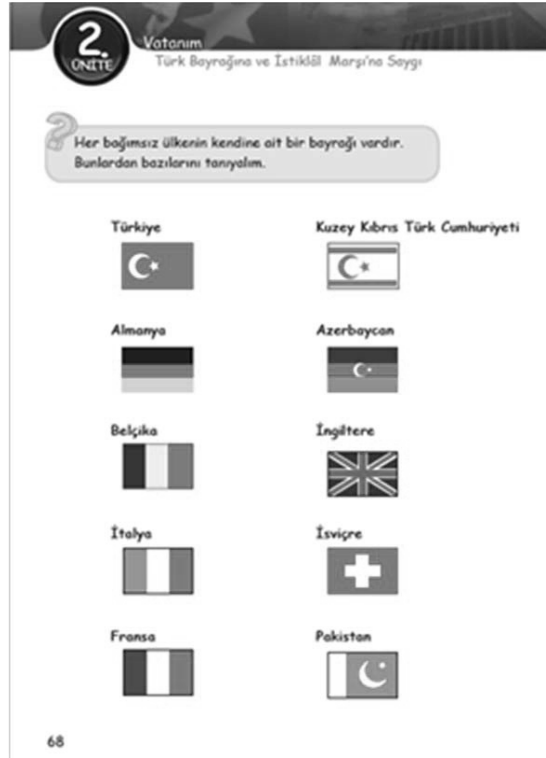 2.
ÜNİTE
Vatanım
Türk Bayrağına ve İstiklâl Marşı'na Saygı
?
Her bağımsız ülkenin kendine ait bir bayrağı vardır.
Bunlardan bazılarını tanıyalım.
Türkiye
Kuzey Kıbrıs Türk Cumhuriyeti
Almanya
Azerbaycan
Belçika
İngiltere
İtalya
İsviçre
Fransa
Pakistan
68